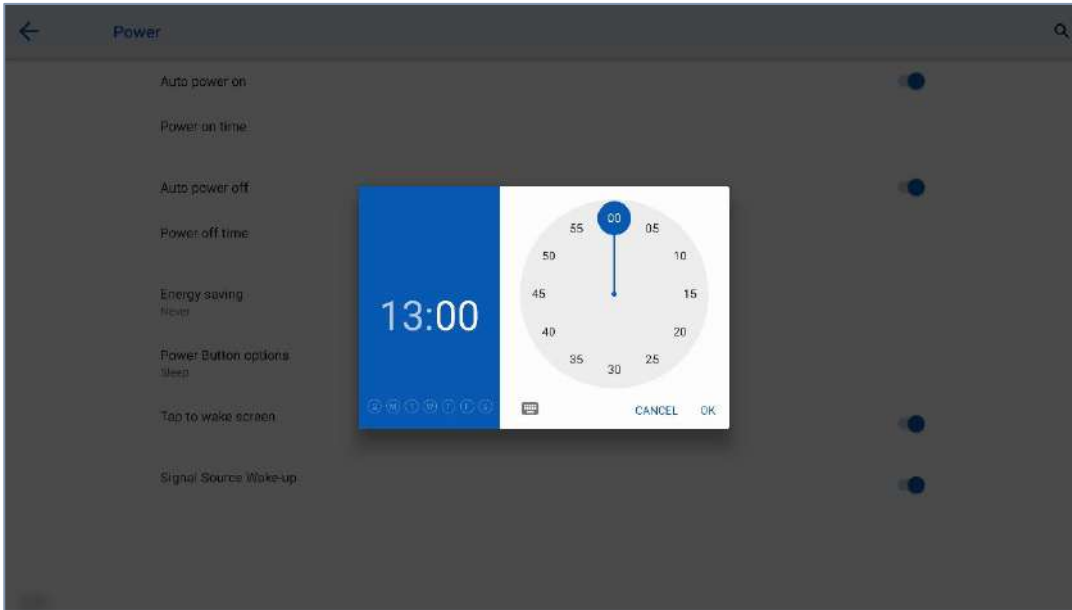 Power
Auto power on
Power on time
Auto power off
Power off time
Energy saving
Never
Power Button options
Sleep
Tap to wake screen
Signal Source Wake-up
13:00
S M T W T F S
00
05
10
15
20
25
30
35
40
45
50
55
CANCEL OK